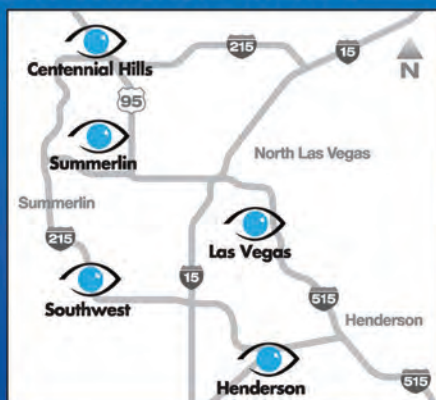 Centennial Hills
215
15
N
95
Summerlin
North Las Vegas
Summerlin
215
Las Vegas
15
Southwest
515
Henderson
Henderson
515